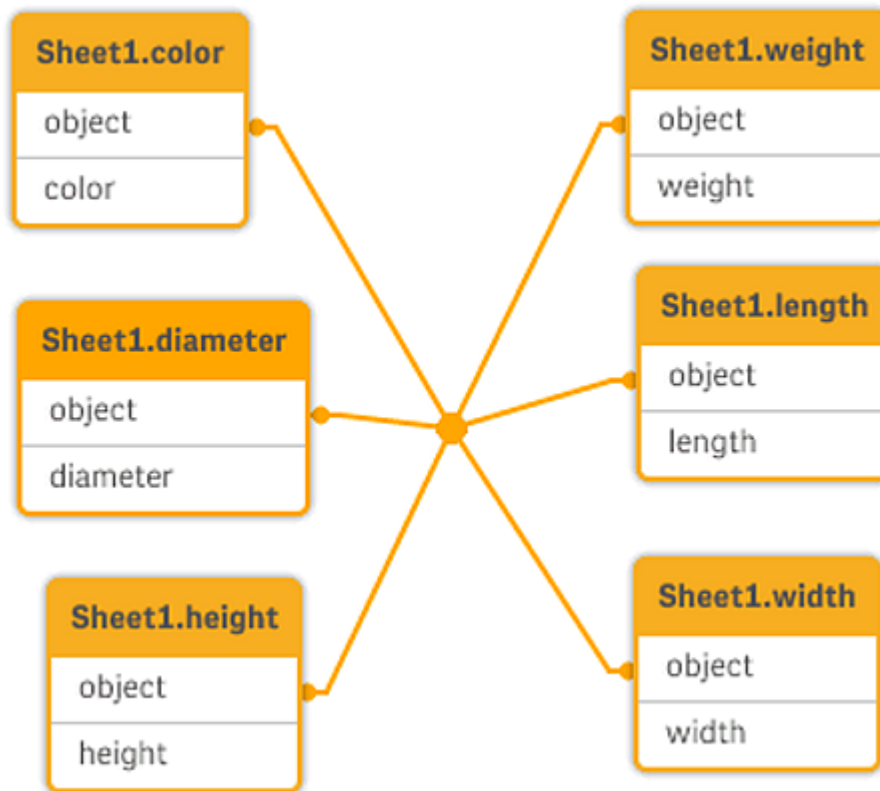 Sheet1.color
object
color
Sheet1.diameter
object
diameter
Sheet1.height
object
height
Sheet1.weight
object
weight
Sheet1.length
object
length
Sheet1.width
object
width